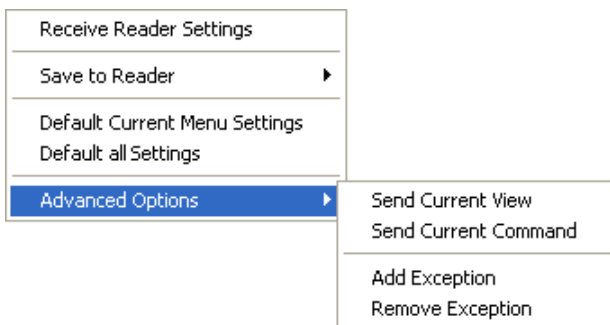 Receive Reader Settings
Save to Reader
Default Current Menu Settings
Default all Settings
Advanced Options
Send Current View
Send Current Command
Add Exception
Remove Exception